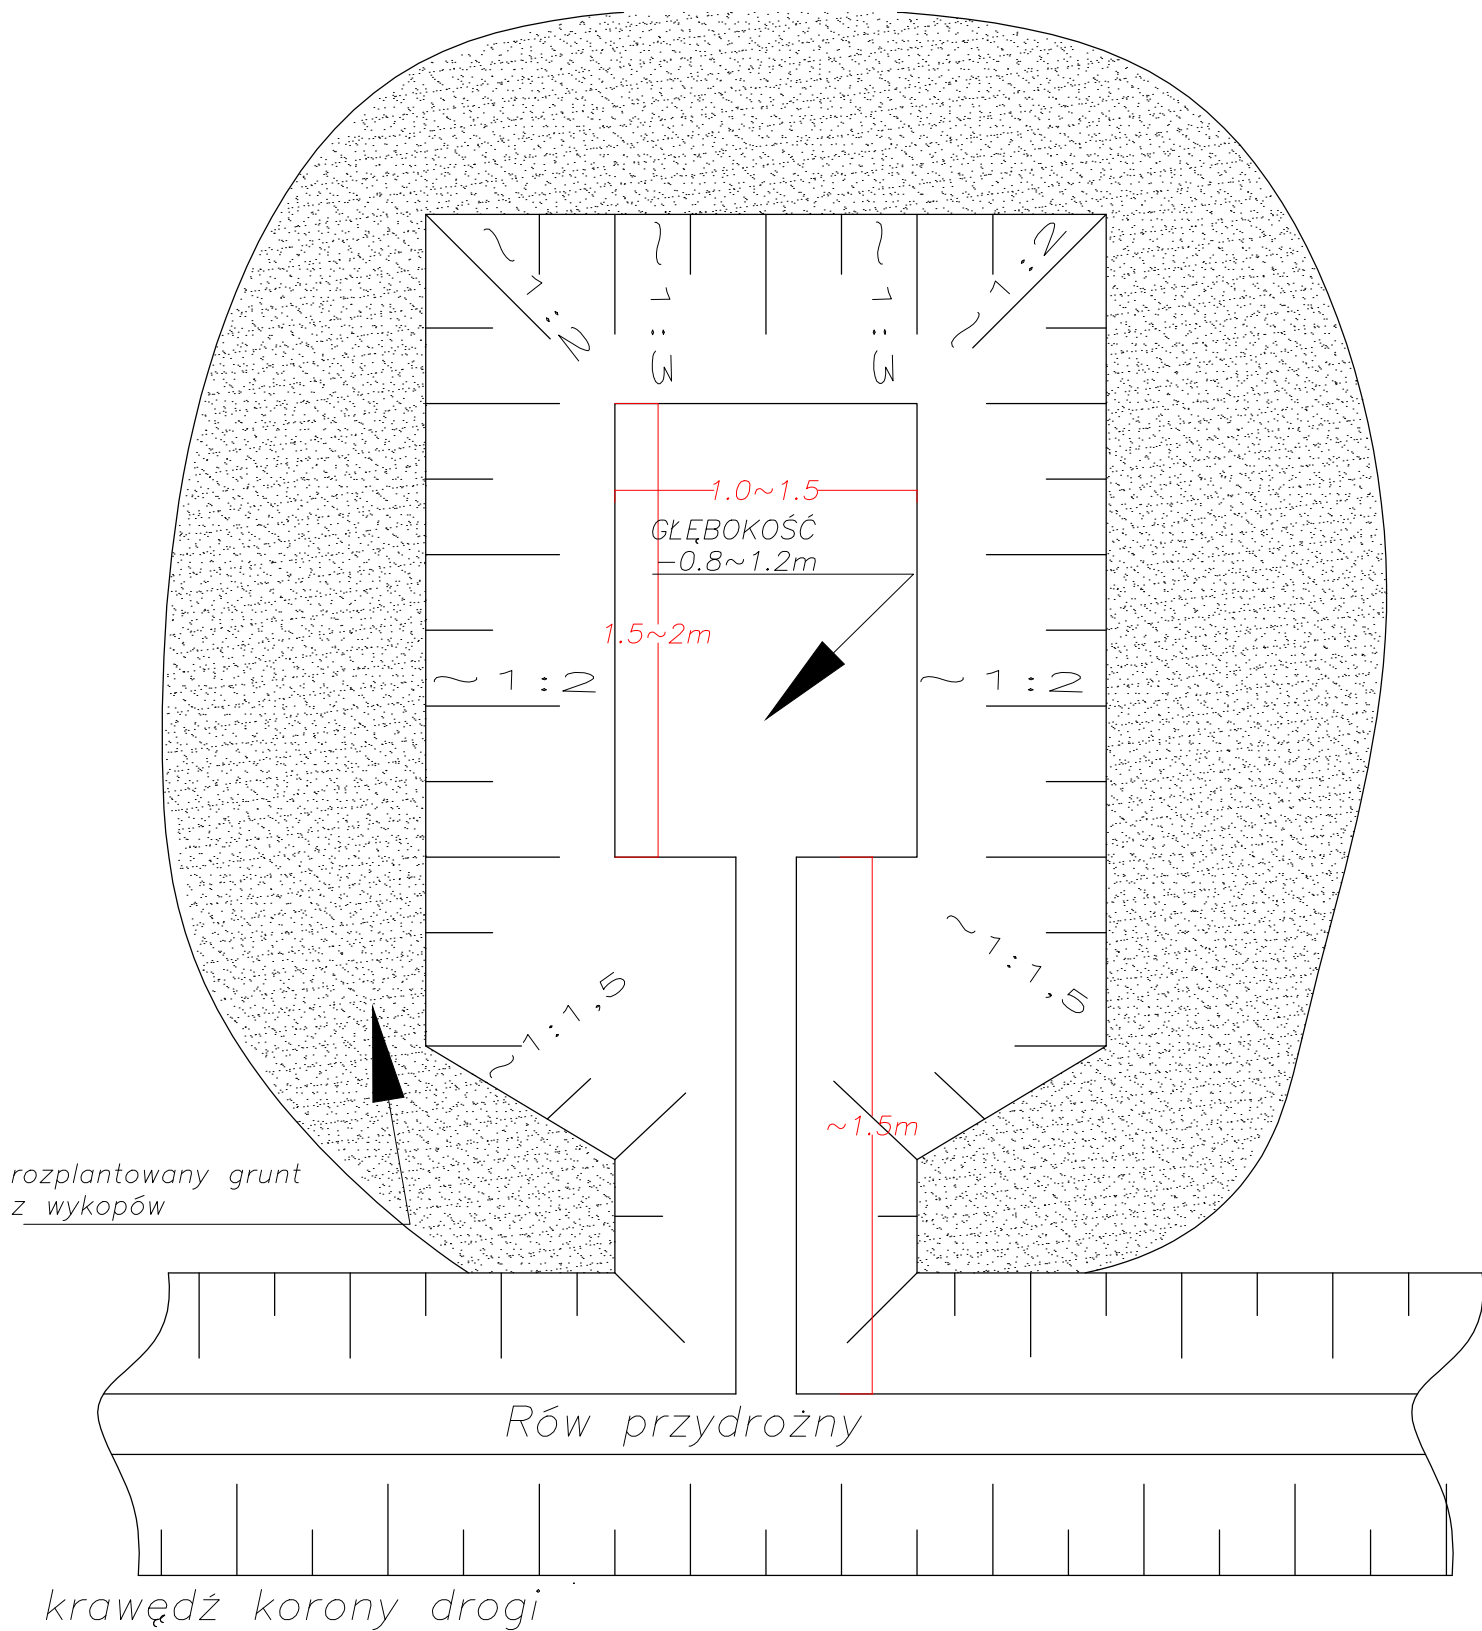 ~1:2
~1:3
~1:3
~1:2
1.0~1.5
GŁĘBOKOŚĆ
-0.8~1.2m
1.5~2m
~1:2
~1:2
~1:1,5
~1:1,5
~1.5m
rozplantowany grunt
z wykopów
Rów przydrożny
krawędź korony drogi